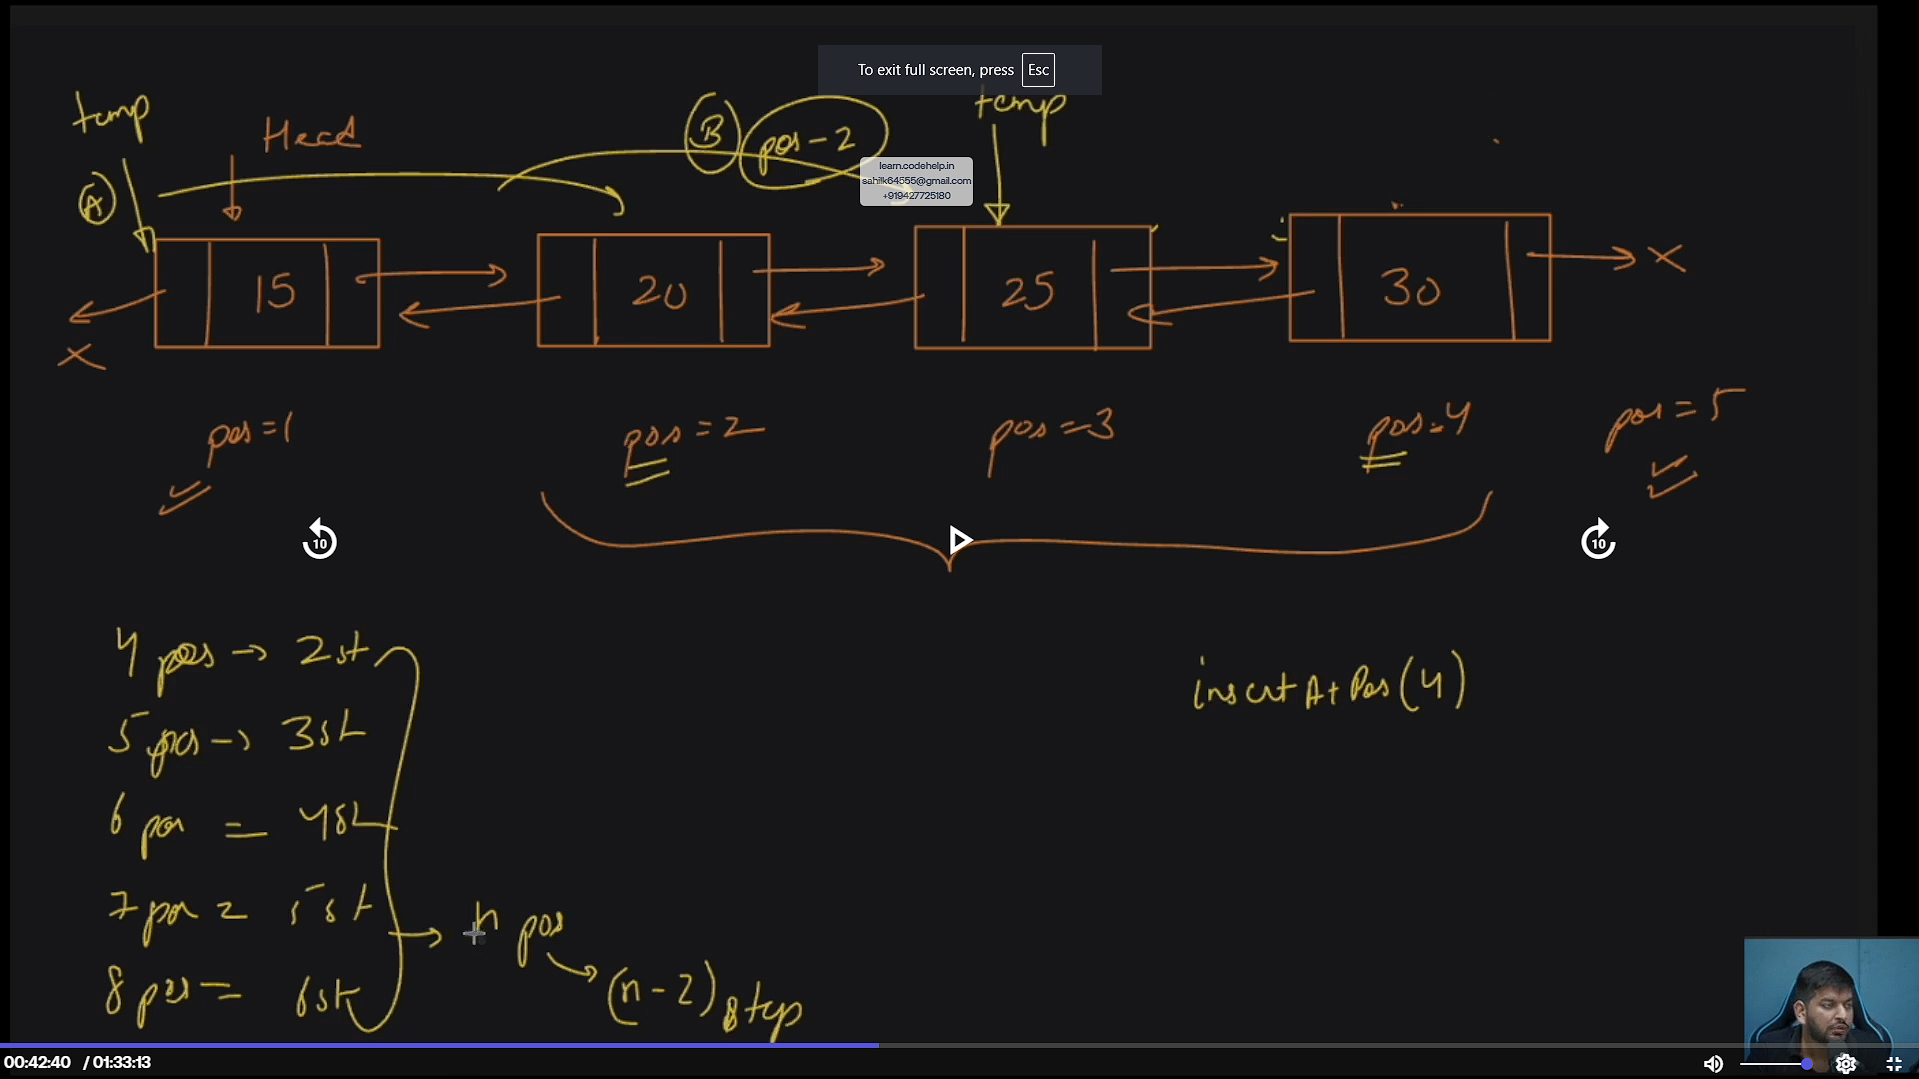 To exit full screen, press Esc
temp
Head
B
pos-2
temp
A
learn.codehelp.in
sahilk64555@gmail.com
+919427725180
15
20
25
30
X
X
pos=1
pos=2
pos=3
pos=4
pos=5
10
10
4 pos → 2st
5 pos → 3st
6 pos = 4st
7 pos = 5st
8 pos = 6st
insertAtPos(4)
n pos
(n-2) steps
00:42:40 / 01:33:13